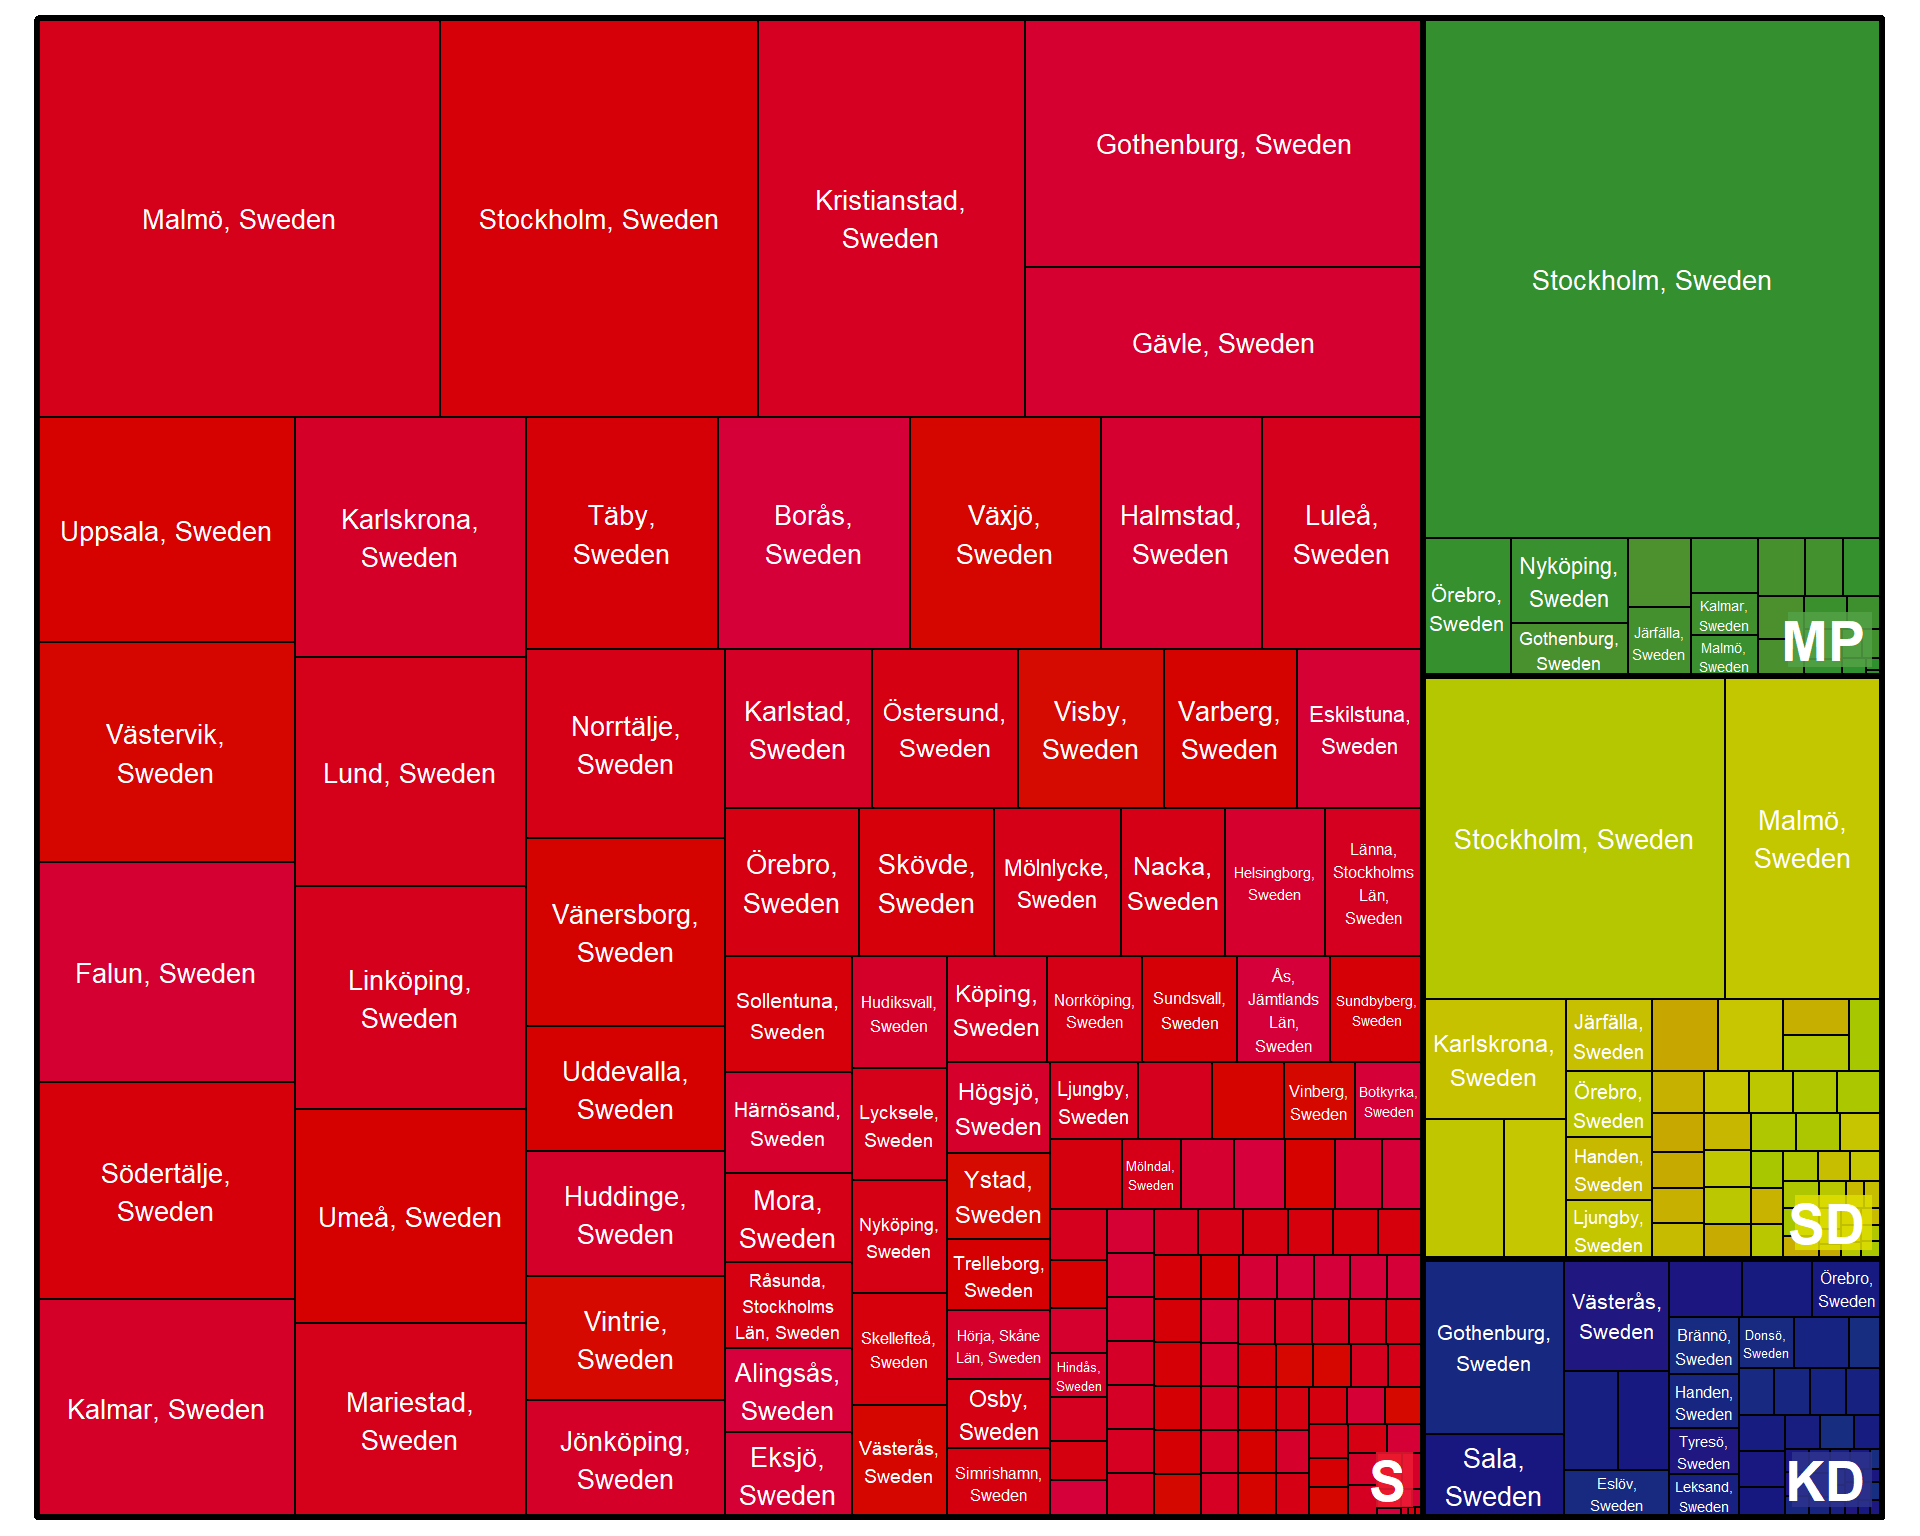 Malmö, Sweden
Stockholm, Sweden
Kristianstad,
Sweden
Gothenburg, Sweden
Gävle, Sweden
Uppsala, Sweden
Västervik,
Sweden
Falun, Sweden
Södertälje,
Sweden
Kalmar, Sweden
Karlskrona,
Sweden
Lund, Sweden
Linköping,
Sweden
Umeå, Sweden
Mariestad,
Sweden
Täby,
Sweden
Borås,
Sweden
Växjö,
Sweden
Halmstad,
Sweden
Luleå,
Sweden
Norrtälje,
Sweden
Vänersborg,
Sweden
Uddevalla,
Sweden
Huddinge,
Sweden
Vintrie,
Sweden
Jönköping,
Sweden
Karlstad,
Sweden
Östersund,
Sweden
Visby,
Sweden
Varberg,
Sweden
Eskilstuna,
Sweden
Örebro,
Sweden
Skövde,
Sweden
Mölnlycke,
Sweden
Nacka,
Sweden
Helsingborg,
Sweden
Länna,
Stockholms
Län,
Sweden
Sollentuna,
Sweden
Härnösand,
Sweden
Mora,
Sweden
Råsunda,
Stockholms
Län, Sweden
Alingsås,
Sweden
Eksjö,
Sweden
Hudiksvall,
Sweden
Lycksele,
Sweden
Nyköping,
Sweden
Skellefteå,
Sweden
Västerås,
Sweden
Köping,
Sweden
Norrköping,
Sweden
Sundsvall,
Sweden
Ås,
Jämtlands
Län,
Sweden
Sundbyberg,
Sweden
Högsjö,
Sweden
Ystad,
Sweden
Trelleborg,
Sweden
Hörja, Skåne
Län, Sweden
Osby,
Sweden
Simrishamn,
Sweden
Ljungby,
Sweden
Vinberg,
Sweden
Botkyrka,
Sweden
Mölndal,
Sweden
Hindås,
Sweden
S
Stockholm, Sweden
Örebro,
Sweden
Nyköping,
Sweden
Gothenburg,
Sweden
Järfälla,
Sweden
Kalmar,
Sweden
Malmö,
Sweden
MP
Stockholm, Sweden
Malmö,
Sweden
Karlskrona,
Sweden
Järfälla,
Sweden
Örebro,
Sweden
Handen,
Sweden
Ljungby,
Sweden
SD
Gothenburg,
Sweden
Sala,
Sweden
Västerås,
Sweden
Eslöv,
Sweden
Örebro,
Sweden
Brännö,
Sweden
Donsö,
Sweden
Handen,
Sweden
Tyresö,
Sweden
Leksand,
Sweden
KD